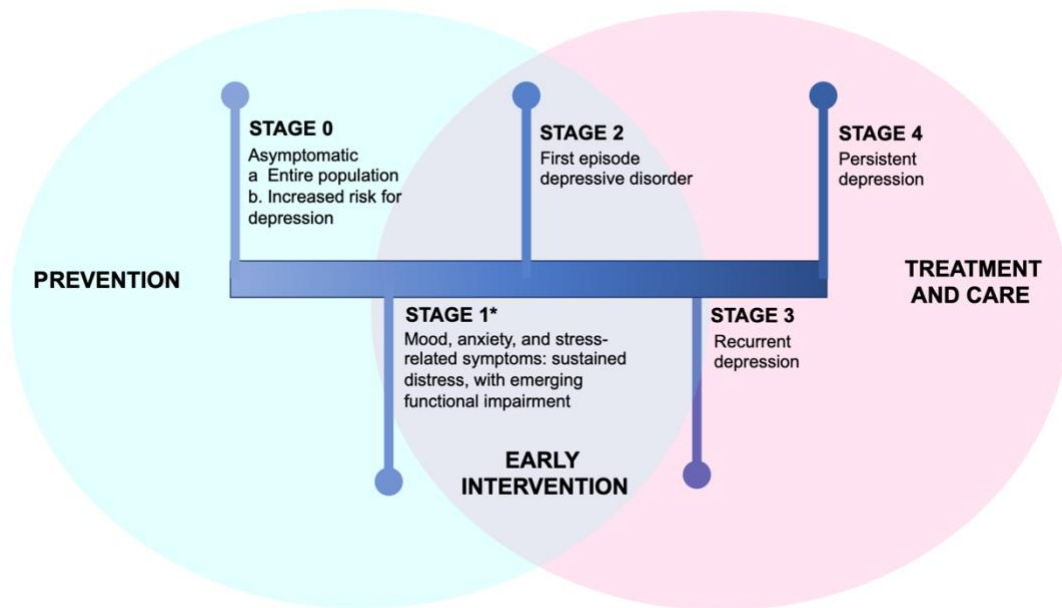 STAGE 0
Asymptomatic
a Entire population
b. Increased risk for
depression
STAGE 2
First episode
depressive disorder
STAGE 4
Persistent
depression
PREVENTION
TREATMENT
AND CARE
STAGE 1*
Mood, anxiety, and stress-
related symptoms: sustained
distress, with emerging
functional impairment
STAGE 3
Recurrent
depression
EARLY
INTERVENTION